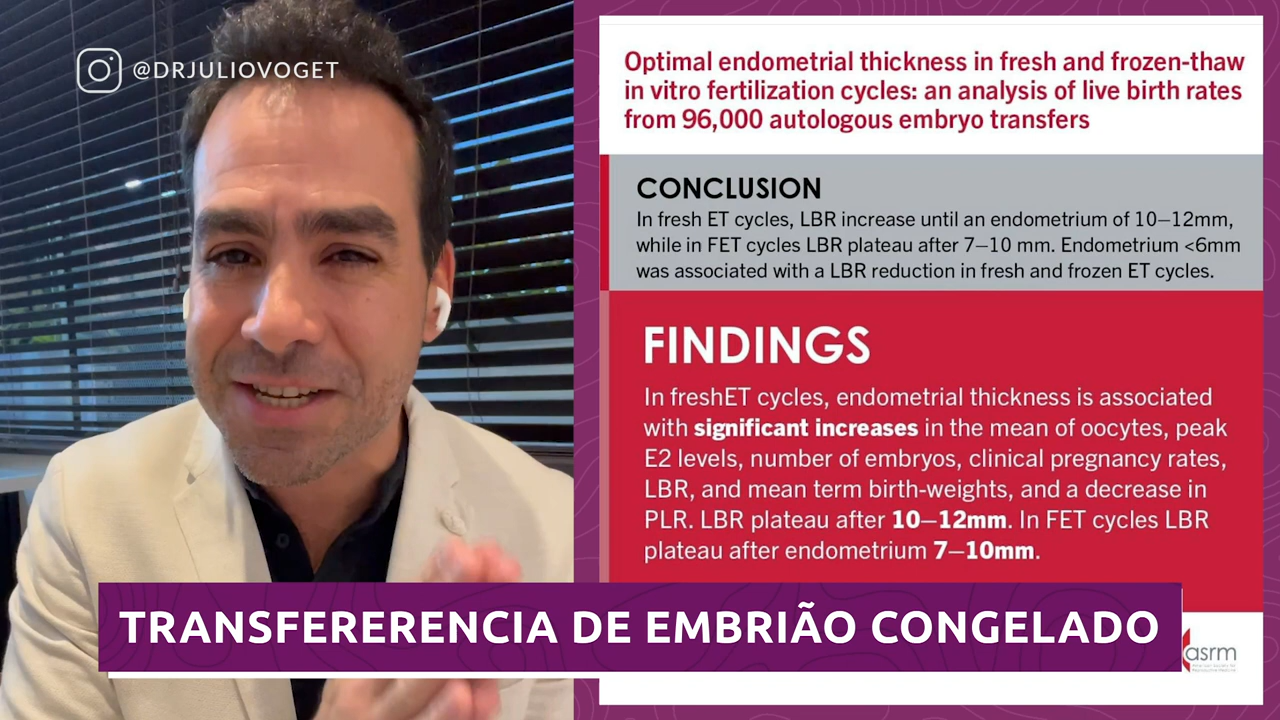 @DRJULIOVOGET
Optimal endometrial thickness in fresh and frozen-thaw
in vitro fertilization cycles: an analysis of live birth rates
from 96,000 autologous embryo transfers
CONCLUSION
In fresh ET cycles, LBR increase until an endometrium of 10–12mm,
while in FET cycles LBR plateau after 7–10 mm. Endometrium <6mm
was associated with a LBR reduction in fresh and frozen ET cycles.
FINDINGS
In freshET cycles, endometrial thickness is associated
with significant increases in the mean of oocytes, peak
E2 levels, number of embryos, clinical pregnancy rates,
LBR, and mean term birth-weights, and a decrease in
PLR. LBR plateau after 10–12mm. In FET cycles LBR
plateau after endometrium 7–10mm.
TRANSFERERENCIA DE EMBRIÃO CONGELADO
asrm